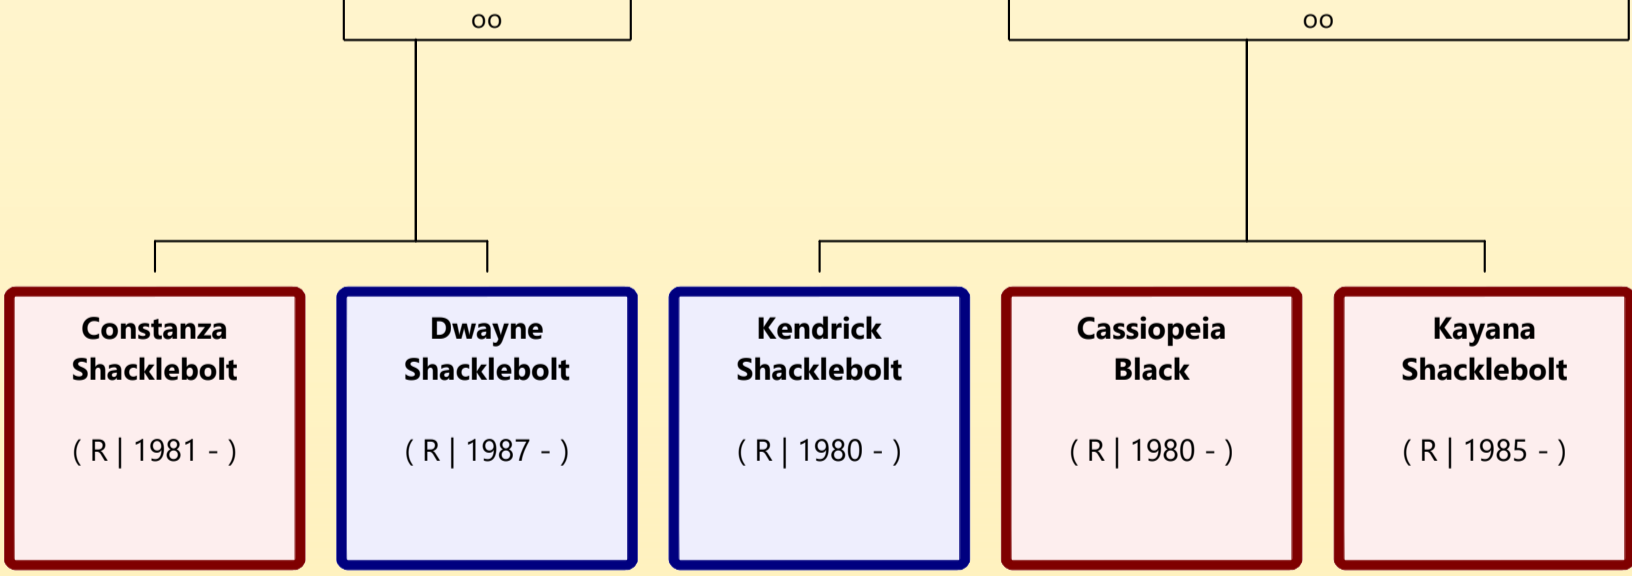 oo
oo
Constanza
Shacklebolt
( R | 1981 - )
Dwayne
Shacklebolt
( R | 1987 - )
Kendrick
Shacklebolt
( R | 1980 - )
Cassiopeia
Black
( R | 1980 - )
Kayana
Shacklebolt
( R | 1985 - )